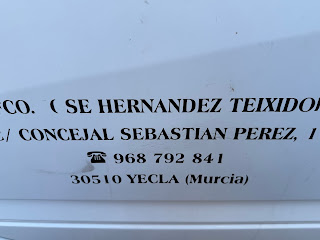 CO. ( SE HERNANDEZ TEIXIDO
/ CONCEJAL SEBASTIAN PEREZ, 1
☎ 968 792 841
30510 YECLA (Murcia)